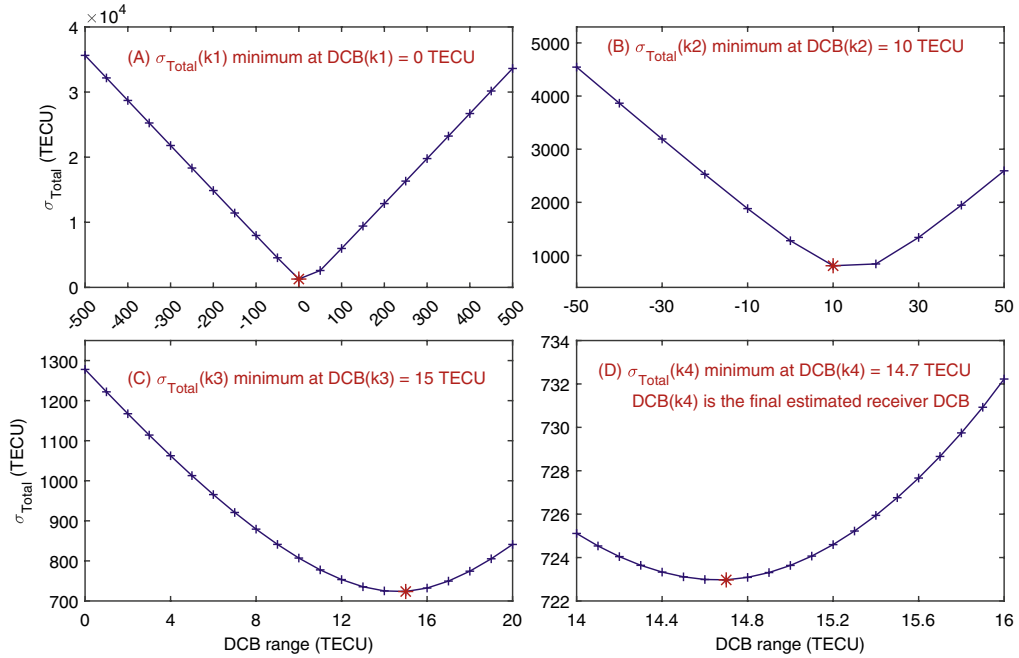 ×10⁴
(A) σTotal(k1) minimum at DCB(k1) = 0 TECU
4
3
2
1
0
σTotal (TECU)
-500 -400 -300 -200 -100 0 100 200 300 400 500
(B) σTotal(k2) minimum at DCB(k2) = 10 TECU
5000
4000
3000
2000
1000
-50 -30 -10 10 30 50
(C) σTotal(k3) minimum at DCB(k3) = 15 TECU
1300
1200
1100
1000
900
800
700
σTotal (TECU)
0 4 8 12 16 20
DCB range (TECU)
(D) σTotal(k4) minimum at DCB(k4) = 14.7 TECU
DCB(k4) is the final estimated receiver DCB
734
732
730
728
726
724
722
14 14.4 14.8 15.2 15.6 16
DCB range (TECU)